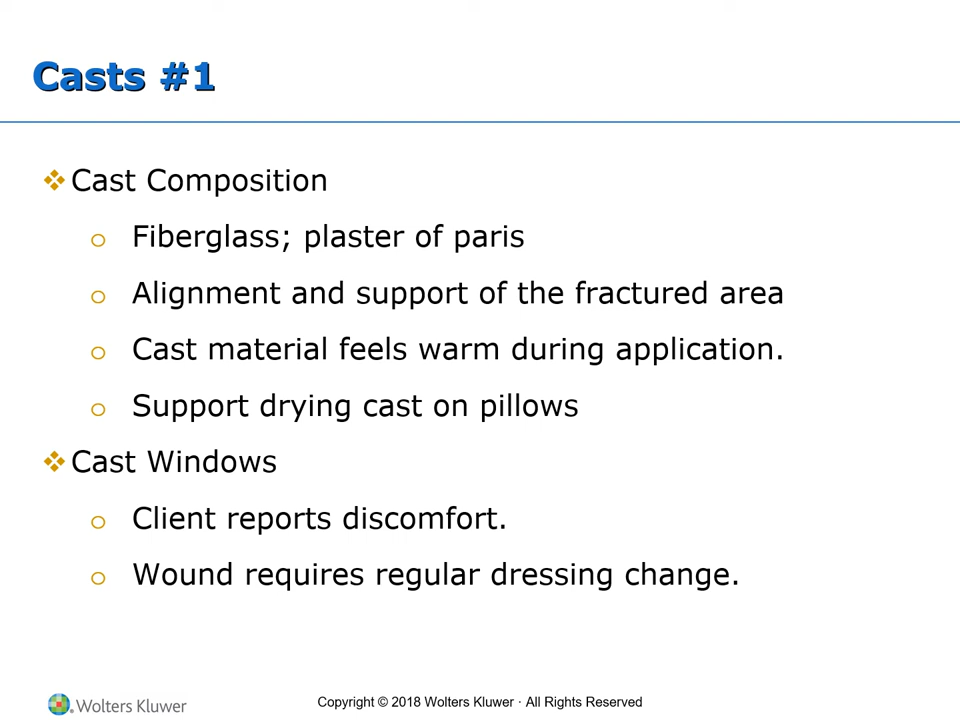 Casts #1
Cast Composition
Fiberglass; plaster of paris
Alignment and support of the fractured area
Cast material feels warm during application.
Support drying cast on pillows
Cast Windows
Client reports discomfort.
Wound requires regular dressing change.
Wolters Kluwer
Copyright © 2018 Wolters Kluwer · All Rights Reserved